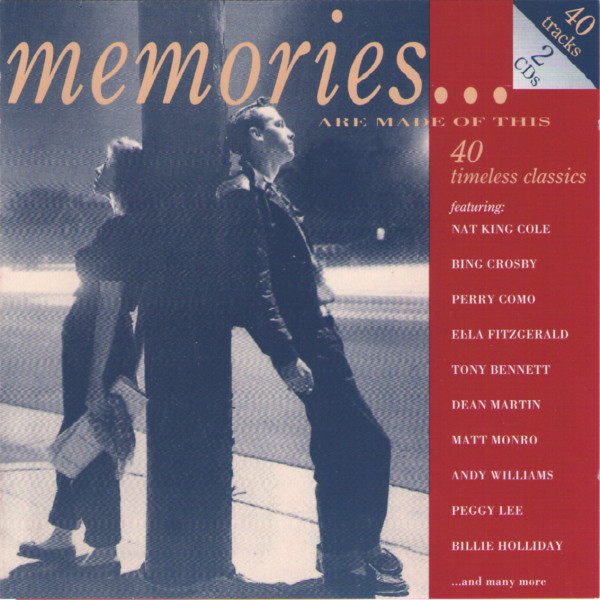 memories...
ARE MADE OF THIS
40
tracks
2
CDs
40
timeless classics
featuring:
NAT KING COLE
BING CROSBY
PERRY COMO
ELLA FITZGERALD
TONY BENNETT
DEAN MARTIN
MATT MONRO
ANDY WILLIAMS
PEGGY LEE
BILLIE HOLLIDAY
...and many more